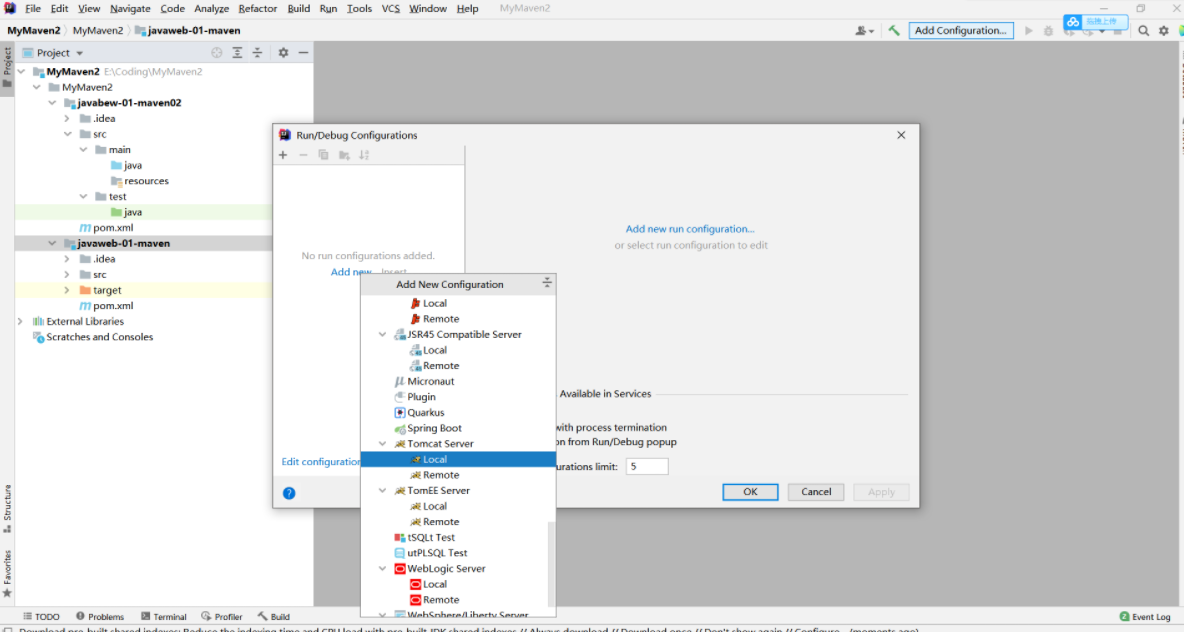 File Edit View Navigate Code Analyze Refactor Build Run Tools VCS Window Help MyMaven2
MyMaven2 MyMaven2 javaweb-01-maven Add Configuration... 拖拽上传
Project
Project
MyMaven2 E:\Coding\MyMaven2
MyMaven2
javabew-01-maven02
.idea
src
main
java
resources
test
java
pom.xml
javaweb-01-maven
.idea
src
target
pom.xml
External Libraries
Scratches and Consoles
Structure
Favorites
Run/Debug Configurations
No run configurations added.
Add new... Insert
Edit configuration
Add new run configuration...
or select run configuration to edit
Available in Services
with process termination
on from Run/Debug popup
urations limit: 5
OK Cancel Apply
Add New Configuration
Local
Remote
JSR45 Compatible Server
Local
Remote
Micronaut
Plugin
Quarkus
Spring Boot
Tomcat Server
Local
Remote
TomEE Server
Local
Remote
tSQLt Test
utPLSQL Test
WebLogic Server
Local
Remote
WebSphere/Liberty Server
TODO Problems Terminal Profiler Build 2 Event Log
Download pre-built shared indexes: Reduce the indexing time and CPU load with pre-built JDK shared indexes // Always download // Download once // Don't show again // Configure... (moments ago)